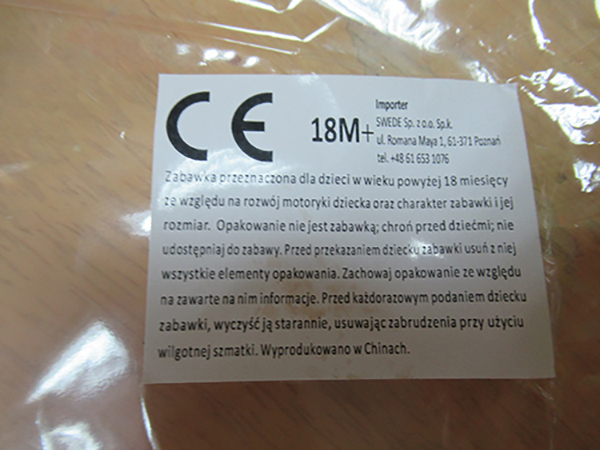 CE
18M+
Importer
SWEDE Sp. z o.o. Sp.k.
ul. Romana Maya 1, 61-371 Poznań
tel. +48 61 653 1076
Zabawka przeznaczona dla dzieci w wieku powyżej 18 miesięcy
ze względu na rozwój motoryki dziecka oraz charakter zabawki i jej
rozmiar. Opakowanie nie jest zabawką; chroń przed dziećmi; nie
udostępniaj do zabawy. Przed przekazaniem dziecku zabawki usuń z niej
wszystkie elementy opakowania. Zachowaj opakowanie ze względu
na zawarte na nim informacje. Przed każdorazowym podaniem dziecku
zabawki, wyczyść ją starannie, usuwając zabrudzenia przy użyciu
wilgotnej szmatki. Wyprodukowano w Chinach.